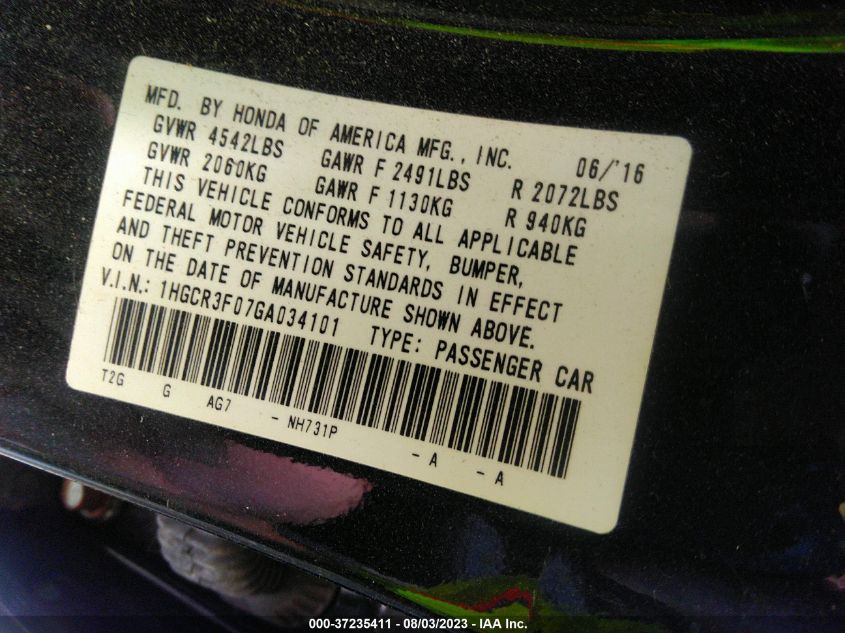 MFD. BY HONDA OF AMERICA MFG., INC. 06/'16
GVWR 4542LBS GAWR F 2491LBS R 2072LBS
GVWR 2060KG GAWR F 1130KG R 940KG
THIS VEHICLE CONFORMS TO ALL APPLICABLE
FEDERAL MOTOR VEHICLE SAFETY, BUMPER,
AND THEFT PREVENTION STANDARDS IN EFFECT
ON THE DATE OF MANUFACTURE SHOWN ABOVE.
V.I.N.: 1HGCR3F07GA034101 TYPE: PASSENGER CAR
T2G G AG7 - NH731P - A - A
000-37235411 - 08/03/2023 - IAA Inc.